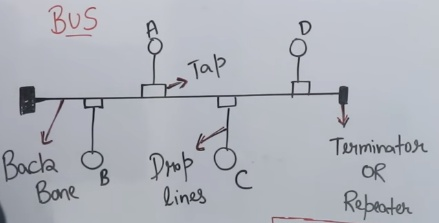 BUS
A
D
Tap
Back
Bone
B
Drop
lines
C
Terminator
OR
Repeater